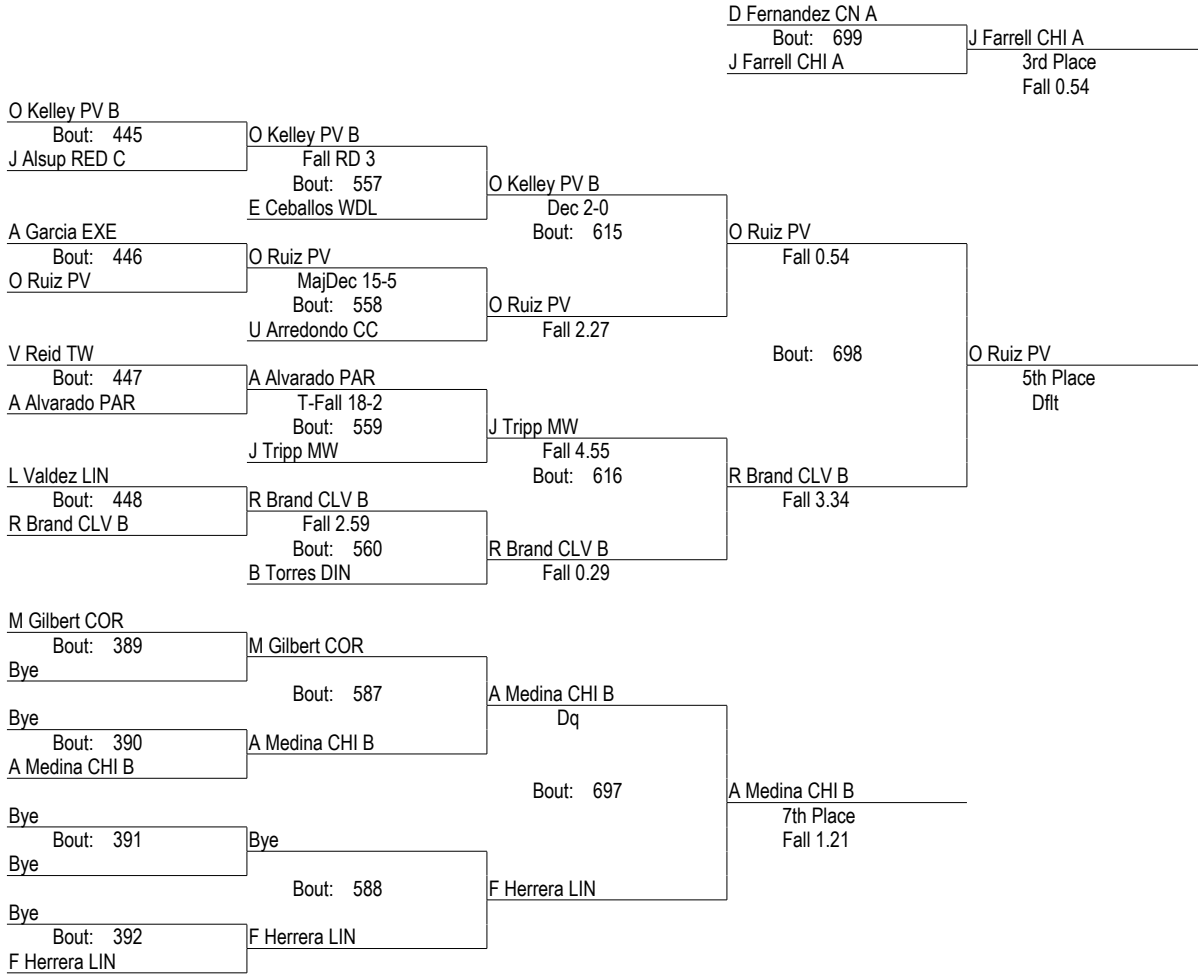 D Fernandez CN A
Bout: 699
J Farrell CHI A
J Farrell CHI A
3rd Place
Fall 0.54
O Kelley PV B
Bout: 445
J Alsup RED C
O Kelley PV B
Fall RD 3
Bout: 557
E Ceballos WDL
O Kelley PV B
Dec 2-0
Bout: 615
A Garcia EXE
Bout: 446
O Ruiz PV
O Ruiz PV
MajDec 15-5
Bout: 558
U Arredondo CC
O Ruiz PV
Fall 2.27
O Ruiz PV
Fall 0.54
Bout: 698
O Ruiz PV
5th Place
Dflt
V Reid TW
Bout: 447
A Alvarado PAR
A Alvarado PAR
T-Fall 18-2
Bout: 559
J Tripp MW
J Tripp MW
Fall 4.55
Bout: 616
R Brand CLV B
Fall 3.34
L Valdez LIN
Bout: 448
R Brand CLV B
R Brand CLV B
Fall 2.59
Bout: 560
B Torres DIN
R Brand CLV B
Fall 0.29
M Gilbert COR
Bout: 389
Bye
M Gilbert COR
Bout: 587
A Medina CHI B
Dq
Bye
Bout: 390
A Medina CHI B
A Medina CHI B
Bout: 697
A Medina CHI B
7th Place
Fall 1.21
Bye
Bout: 391
Bye
Bye
Bout: 588
F Herrera LIN
Bye
Bout: 392
F Herrera LIN
F Herrera LIN